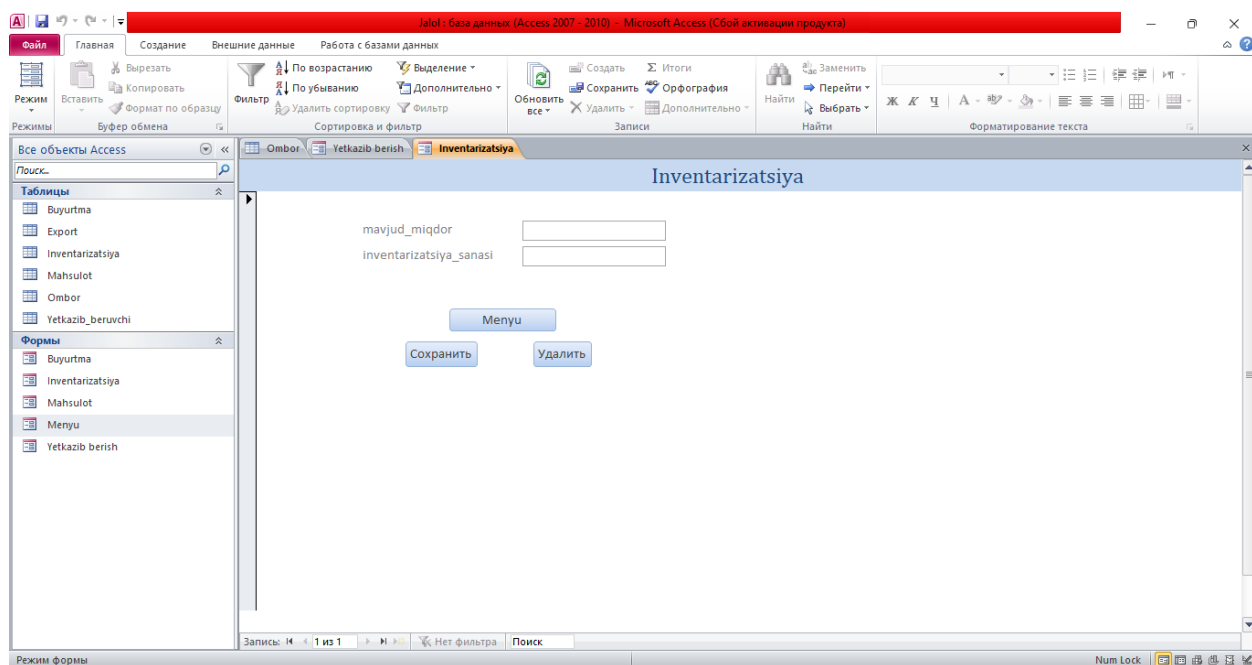 Jalol : база данных (Access 2007 - 2010) - Microsoft Access (Сбой активации продукта)
Файл Главная Создание Внешние данные Работа с базами данных
Режим
Режимы
Вставить
Вырезать
Копировать
Формат по образцу
Буфер обмена
Фильтр
По возрастанию
По убыванию
Удалить сортировку
Выделение
Дополнительно
Фильтр
Сортировка и фильтр
Обновить
все
Создать
Сохранить
Удалить
Итоги
Орфография
Дополнительно
Записи
Найти
Заменить
Перейти
Выбрать
Найти
Ж К Ч А
Форматирование текста
Все объекты Access
Поиск...
Таблицы
Buyurtma
Export
Inventarizatsiya
Mahsulot
Ombor
Yetkazib_beruvchi
Формы
Buyurtma
Inventarizatsiya
Mahsulot
Menyu
Yetkazib berish
Ombor Yetkazib berish Inventarizatsiya
Inventarizatsiya
mavjud_miqdor
inventarizatsiya_sanasi
Menyu
Сохранить Удалить
Запись: 1 из 1 Нет фильтра Поиск
Режим формы Num Lock